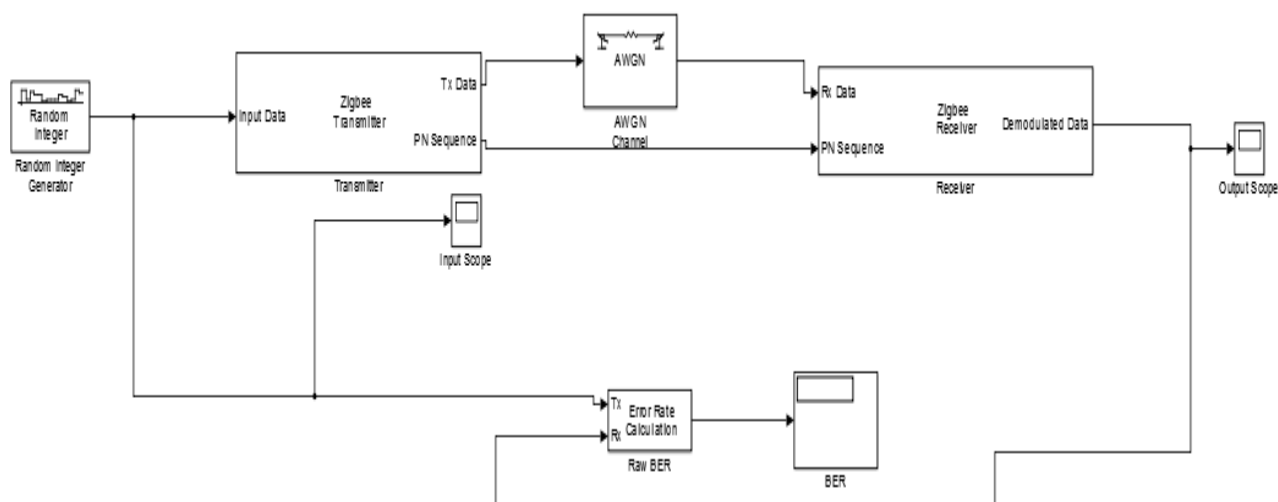 Random
Integer
Random Integer
Generator
Input Data
Zigbee
Transmitter
Tx Data
PN Sequence
Transmitter
AWGN
AWGN
Channel
Rx Data
PN Sequence
Zigbee
Receiver
Demodulated Data
Receiver
Output Scope
Input Scope
Tx
Rx
Error Rate
Calculation
Raw BER
BER